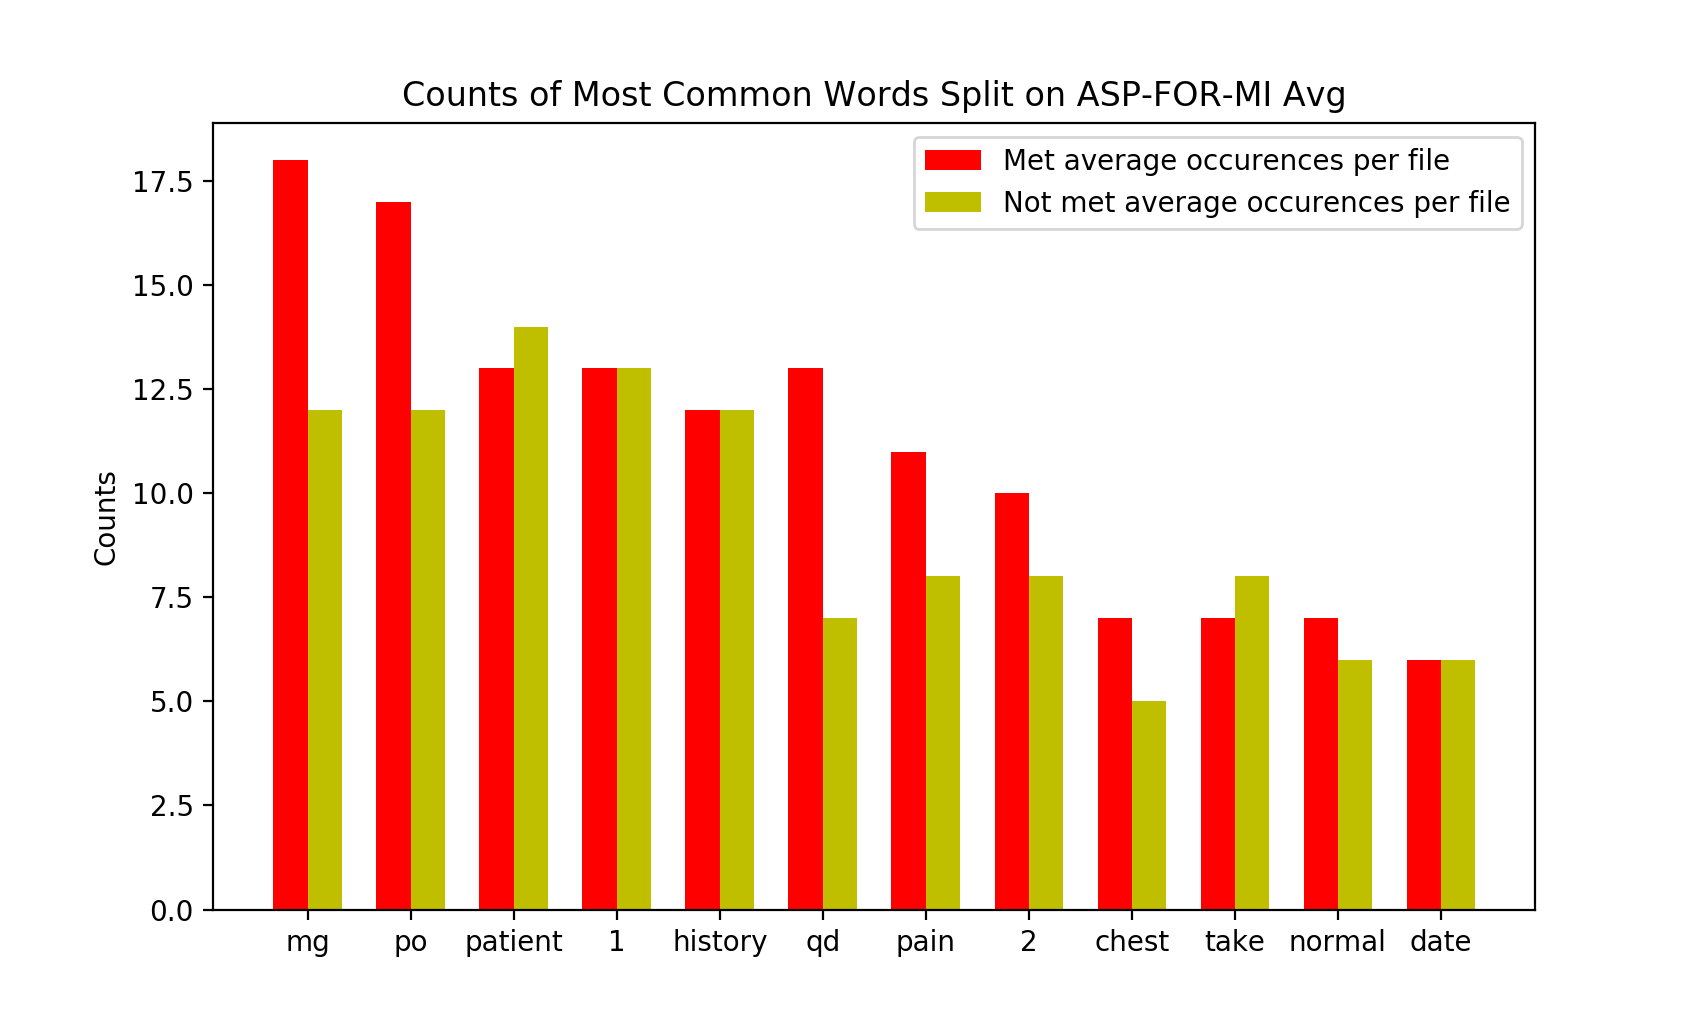 Counts of Most Common Words Split on ASP-FOR-MI Avg
Met average occurences per file
Not met average occurences per file
17.5
15.0
12.5
10.0
7.5
5.0
2.5
0.0
Counts
mg po patient 1 history qd pain 2 chest take normal date